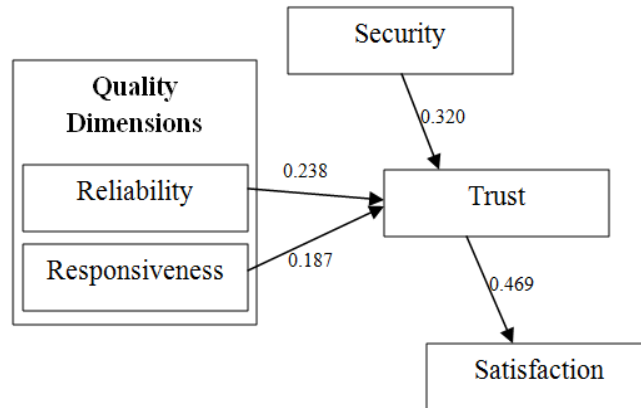 Security
Quality
Dimensions
0.320
0.238
Reliability
Trust
Responsiveness
0.187
0.469
Satisfaction